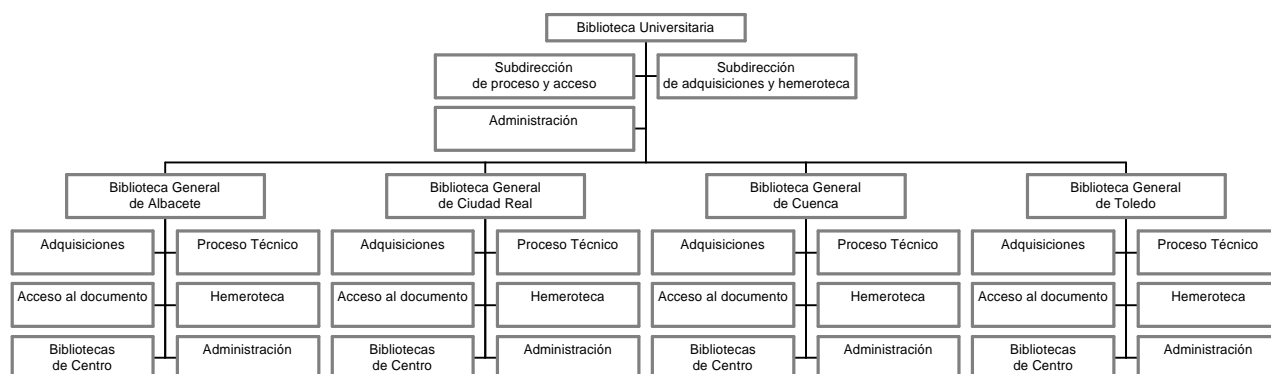 Biblioteca Universitaria
Subdirección
de proceso y acceso
Subdirección
de adquisiciones y hemeroteca
Administración
Biblioteca General
de Albacete
Biblioteca General
de Ciudad Real
Biblioteca General
de Cuenca
Biblioteca General
de Toledo
Adquisiciones
Proceso Técnico
Adquisiciones
Proceso Técnico
Adquisiciones
Proceso Técnico
Adquisiciones
Proceso Técnico
Acceso al documento
Hemeroteca
Acceso al documento
Hemeroteca
Acceso al documento
Hemeroteca
Acceso al documento
Hemeroteca
Bibliotecas
de Centro
Administración
Bibliotecas
de Centro
Administración
Bibliotecas
de Centro
Administración
Bibliotecas
de Centro
Administración